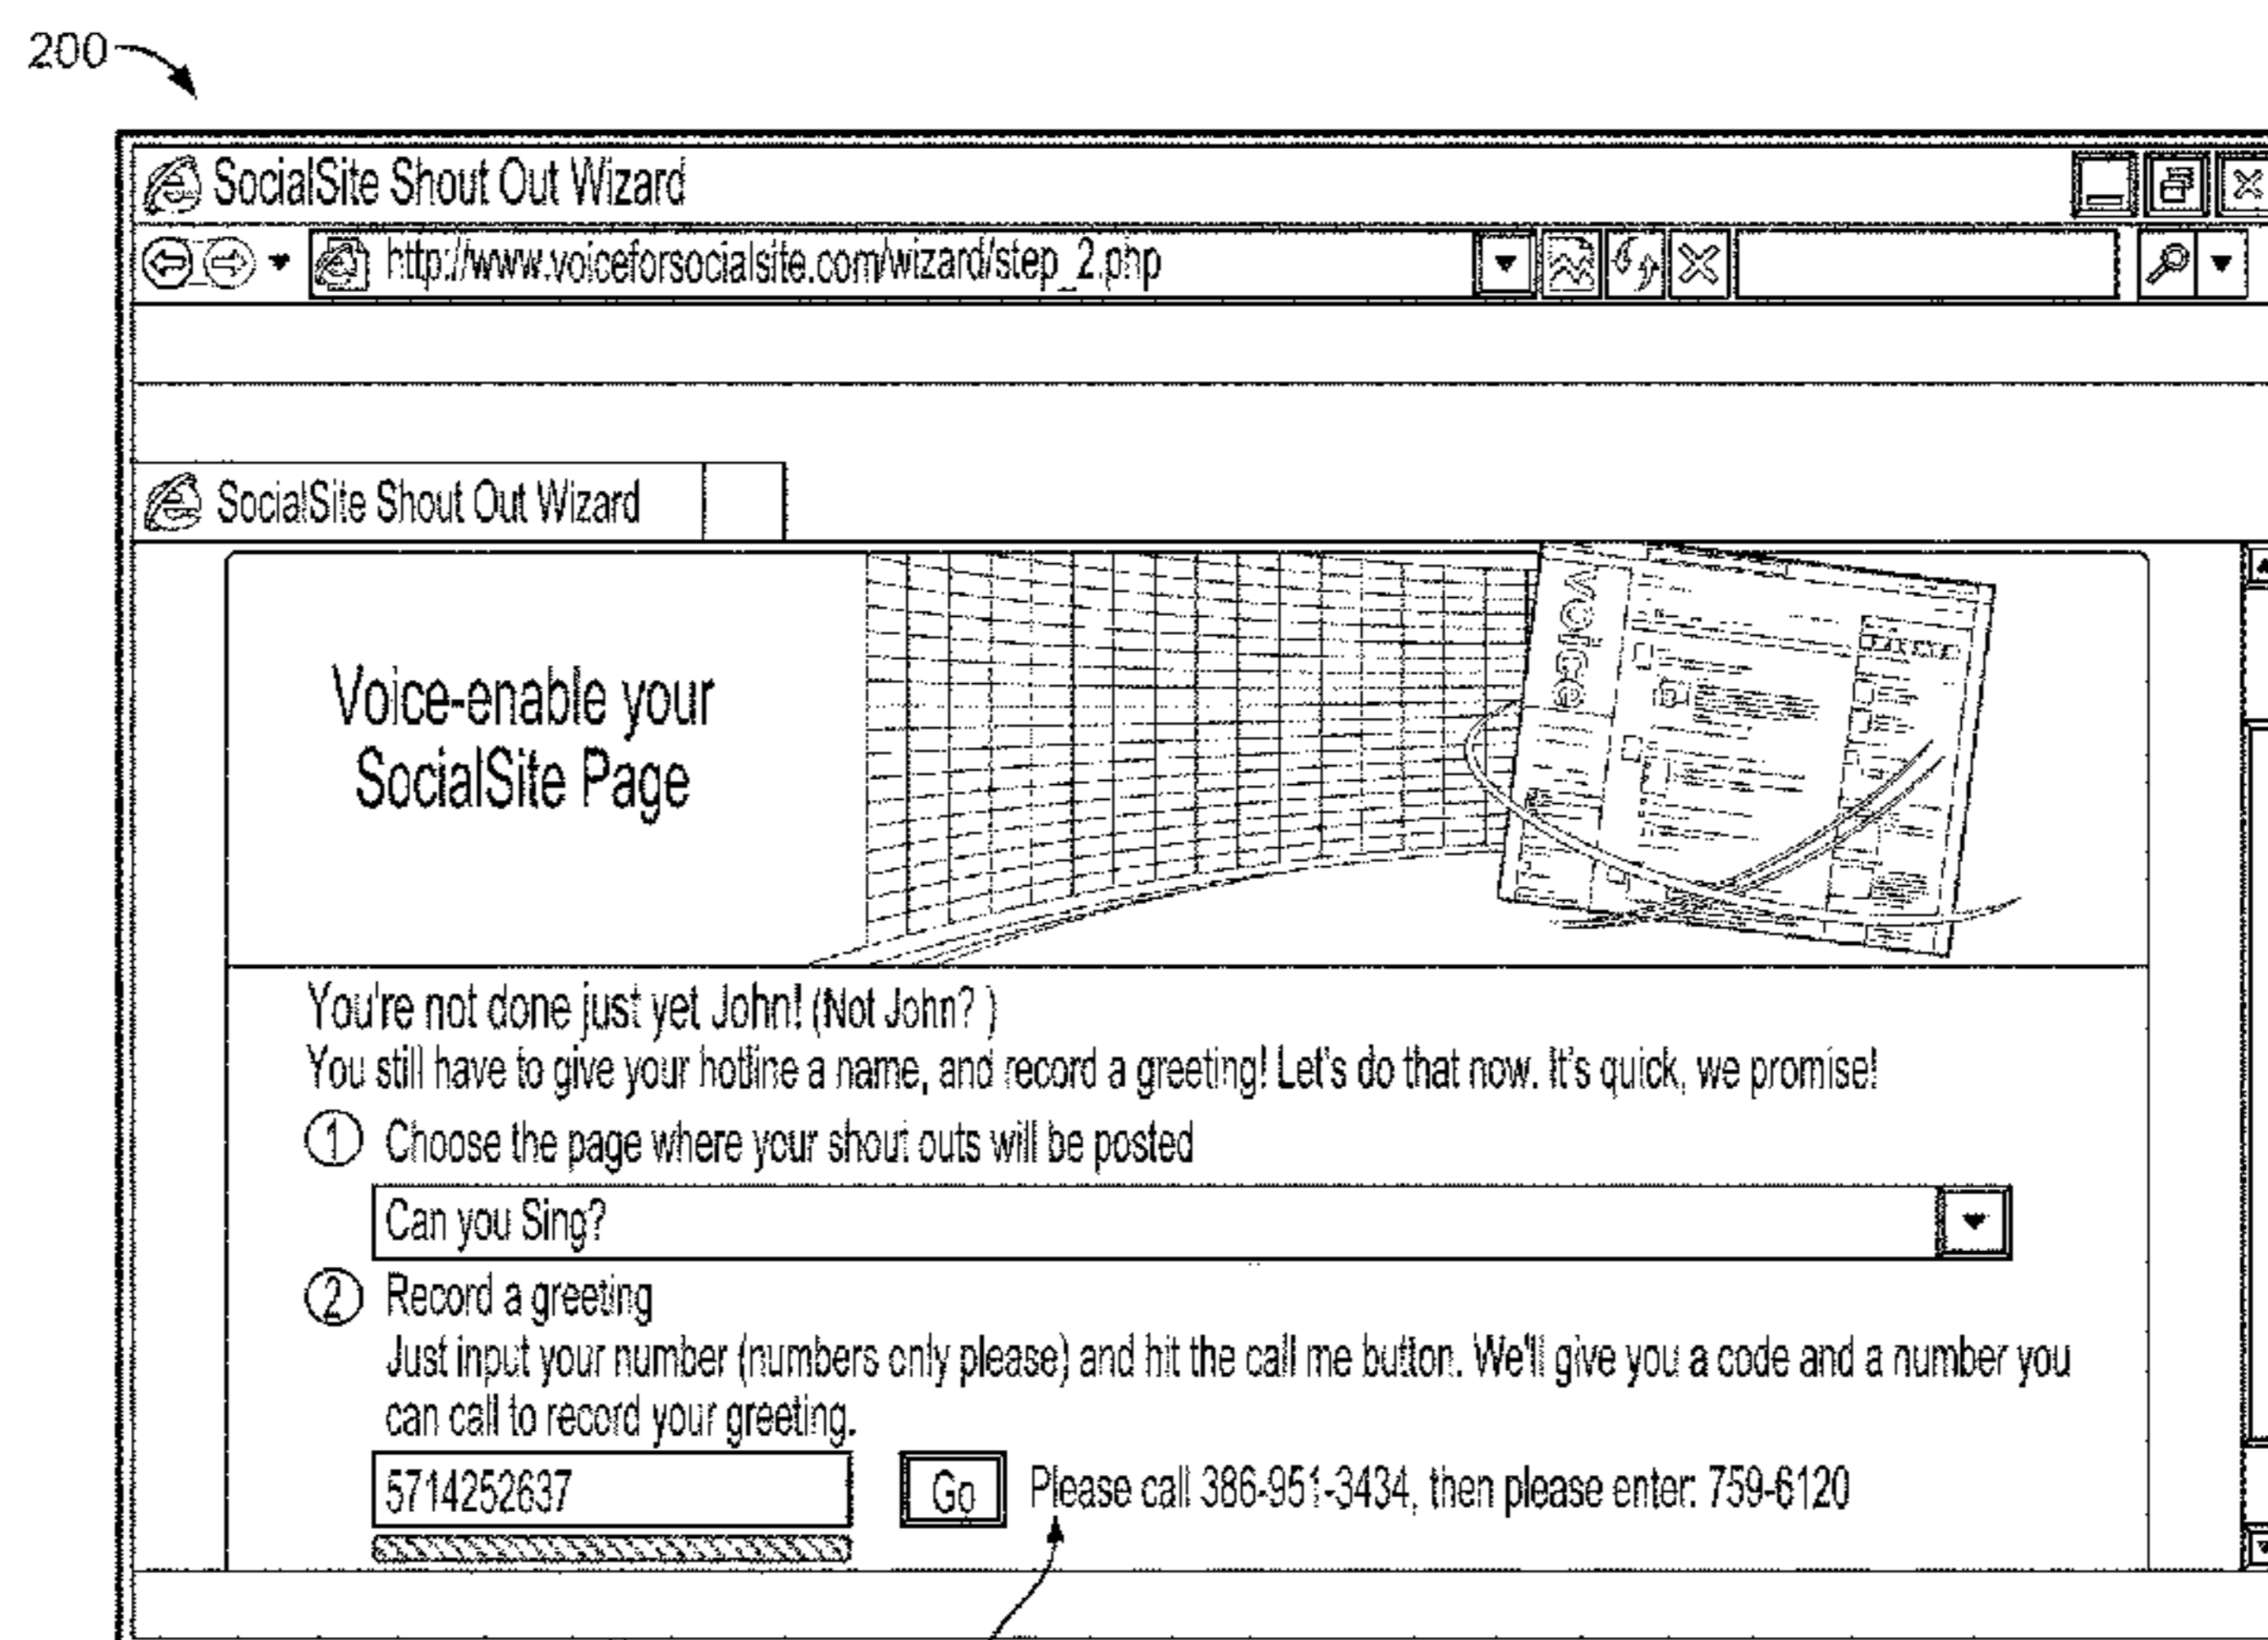 200
SocialSite Shout Out Wizard
http://www.voiceforsocialsite.com/wizard/step_2.php
SocialSite Shout Out Wizard
Voice-enable your
SocialSite Page
voice
You're not done just yet John! (Not John? )
You still have to give your hotline a name, and record a greeting! Let's do that now. It's quick, we promise!
1 Choose the page where your shout outs will be posted
Can you Sing?
2 Record a greeting
Just input your number (numbers only please) and hit the call me button. We'll give you a code and a number you
can call to record your greeting.
5714252637 Go Please call 386-951-3434, then please enter: 759-6120